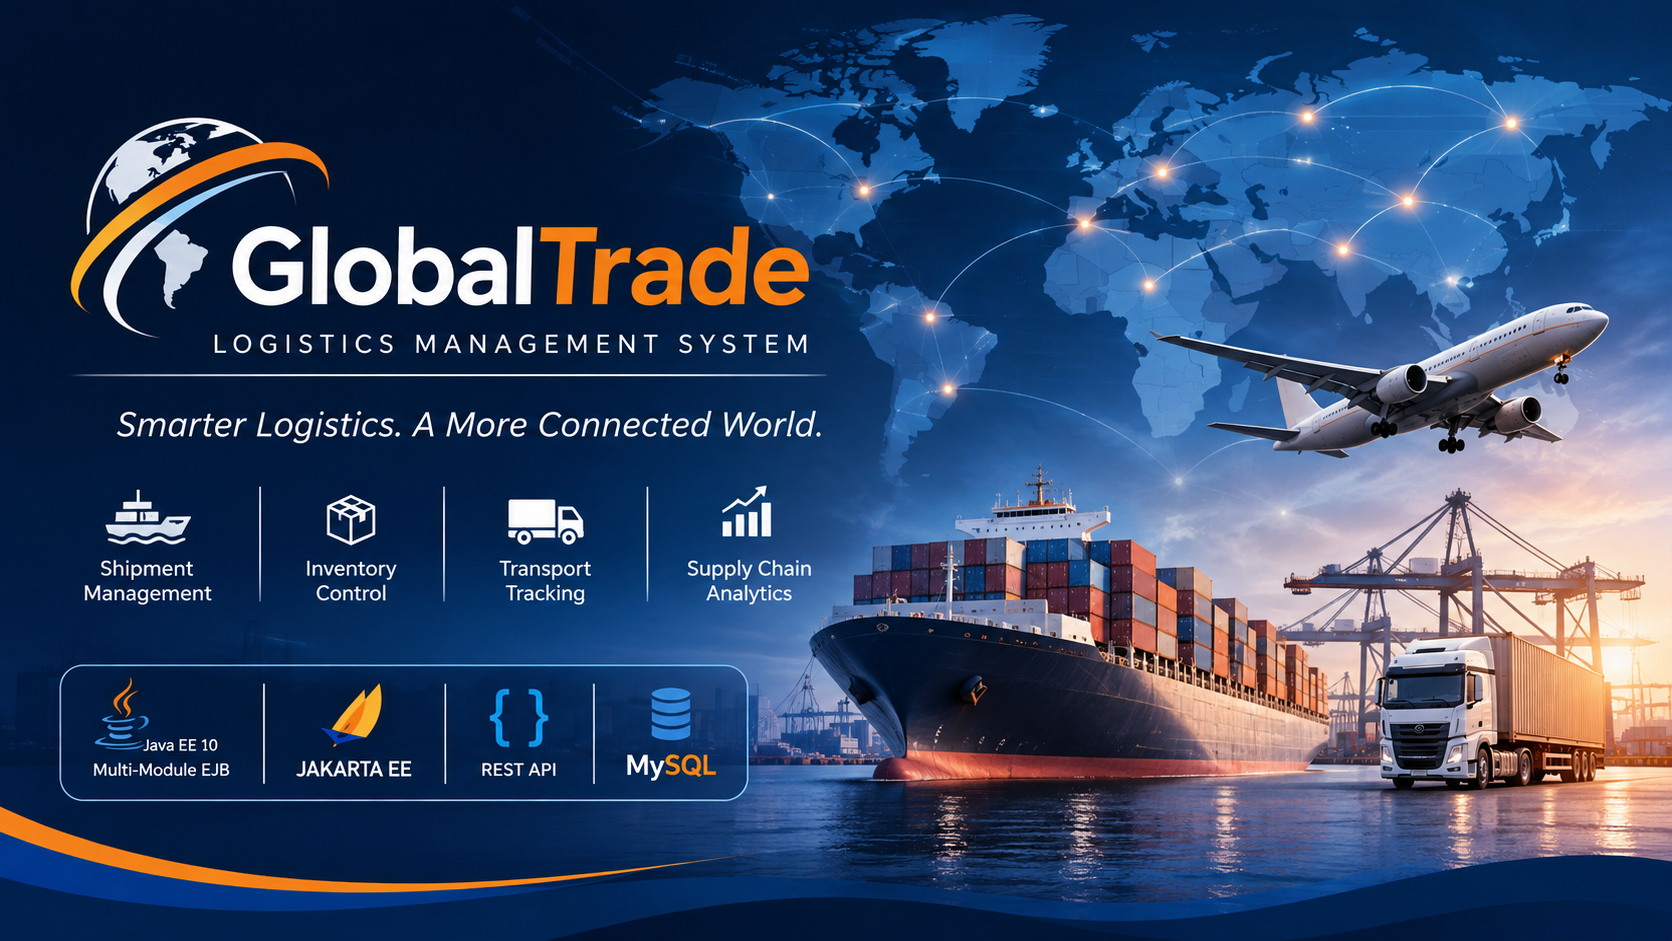 GlobalTrade
LOGISTICS MANAGEMENT SYSTEM
Smarter Logistics. A More Connected World.
Shipment
Management
Inventory
Control
Transport
Tracking
Supply Chain
Analytics
Java EE 10
Multi-Module EJB
JAKARTA EE
{ }
REST API
MySQL